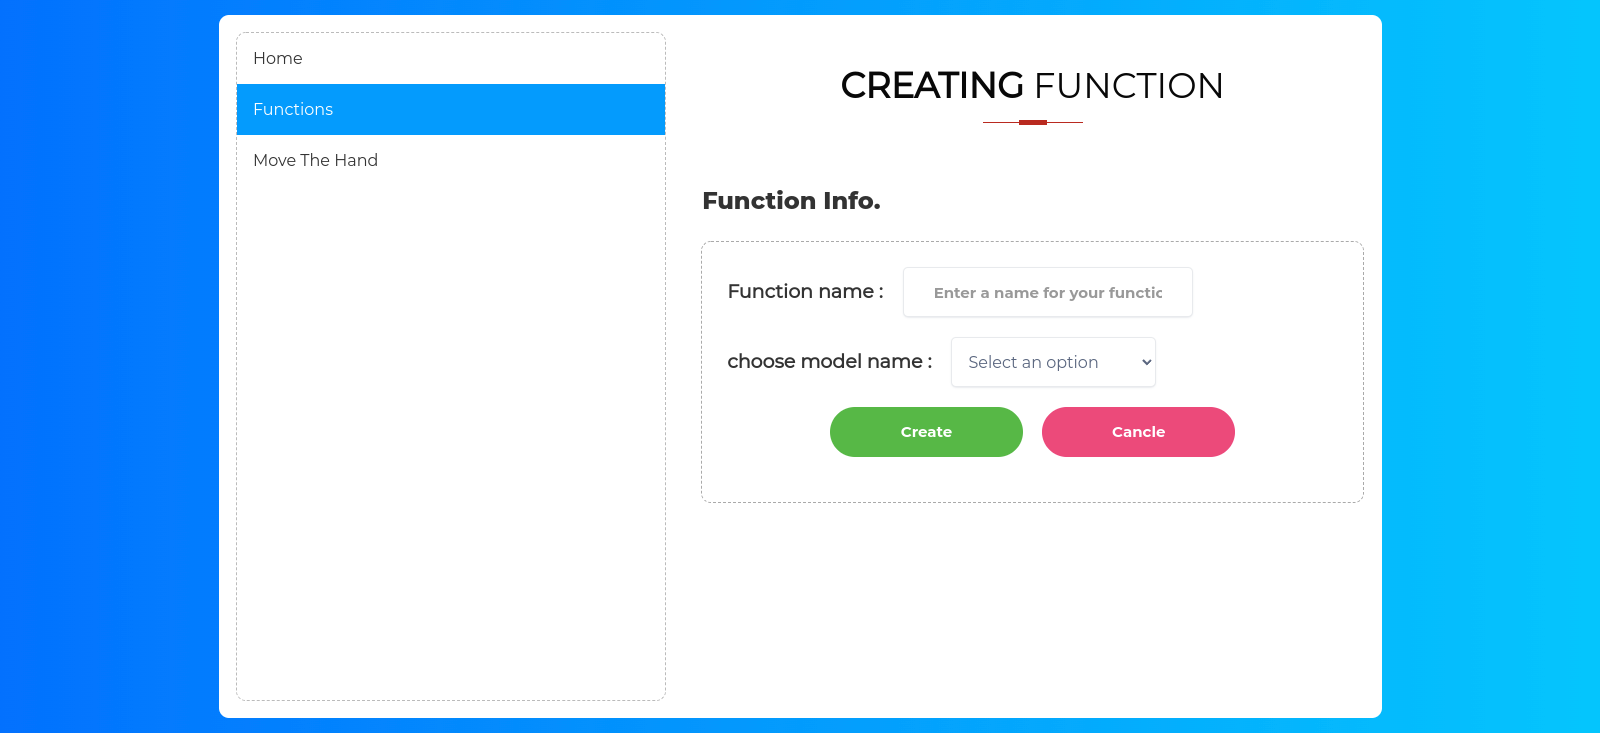 Home
Functions
Move The Hand
CREATING FUNCTION
Function Info.
Function name :
Enter a name for your functic
choose model name :
Select an option
Create
Cancle